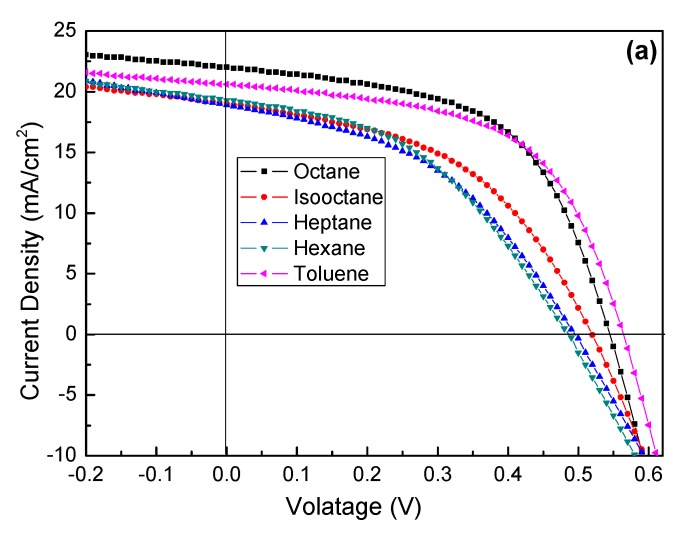 (a)
25
20
15
10
5
0
-5
-10
Current Density (mA/cm²)
Octane
Isooctane
Heptane
Hexane
Toluene
-0.2 -0.1 0.0 0.1 0.2 0.3 0.4 0.5 0.6
Volatage (V)